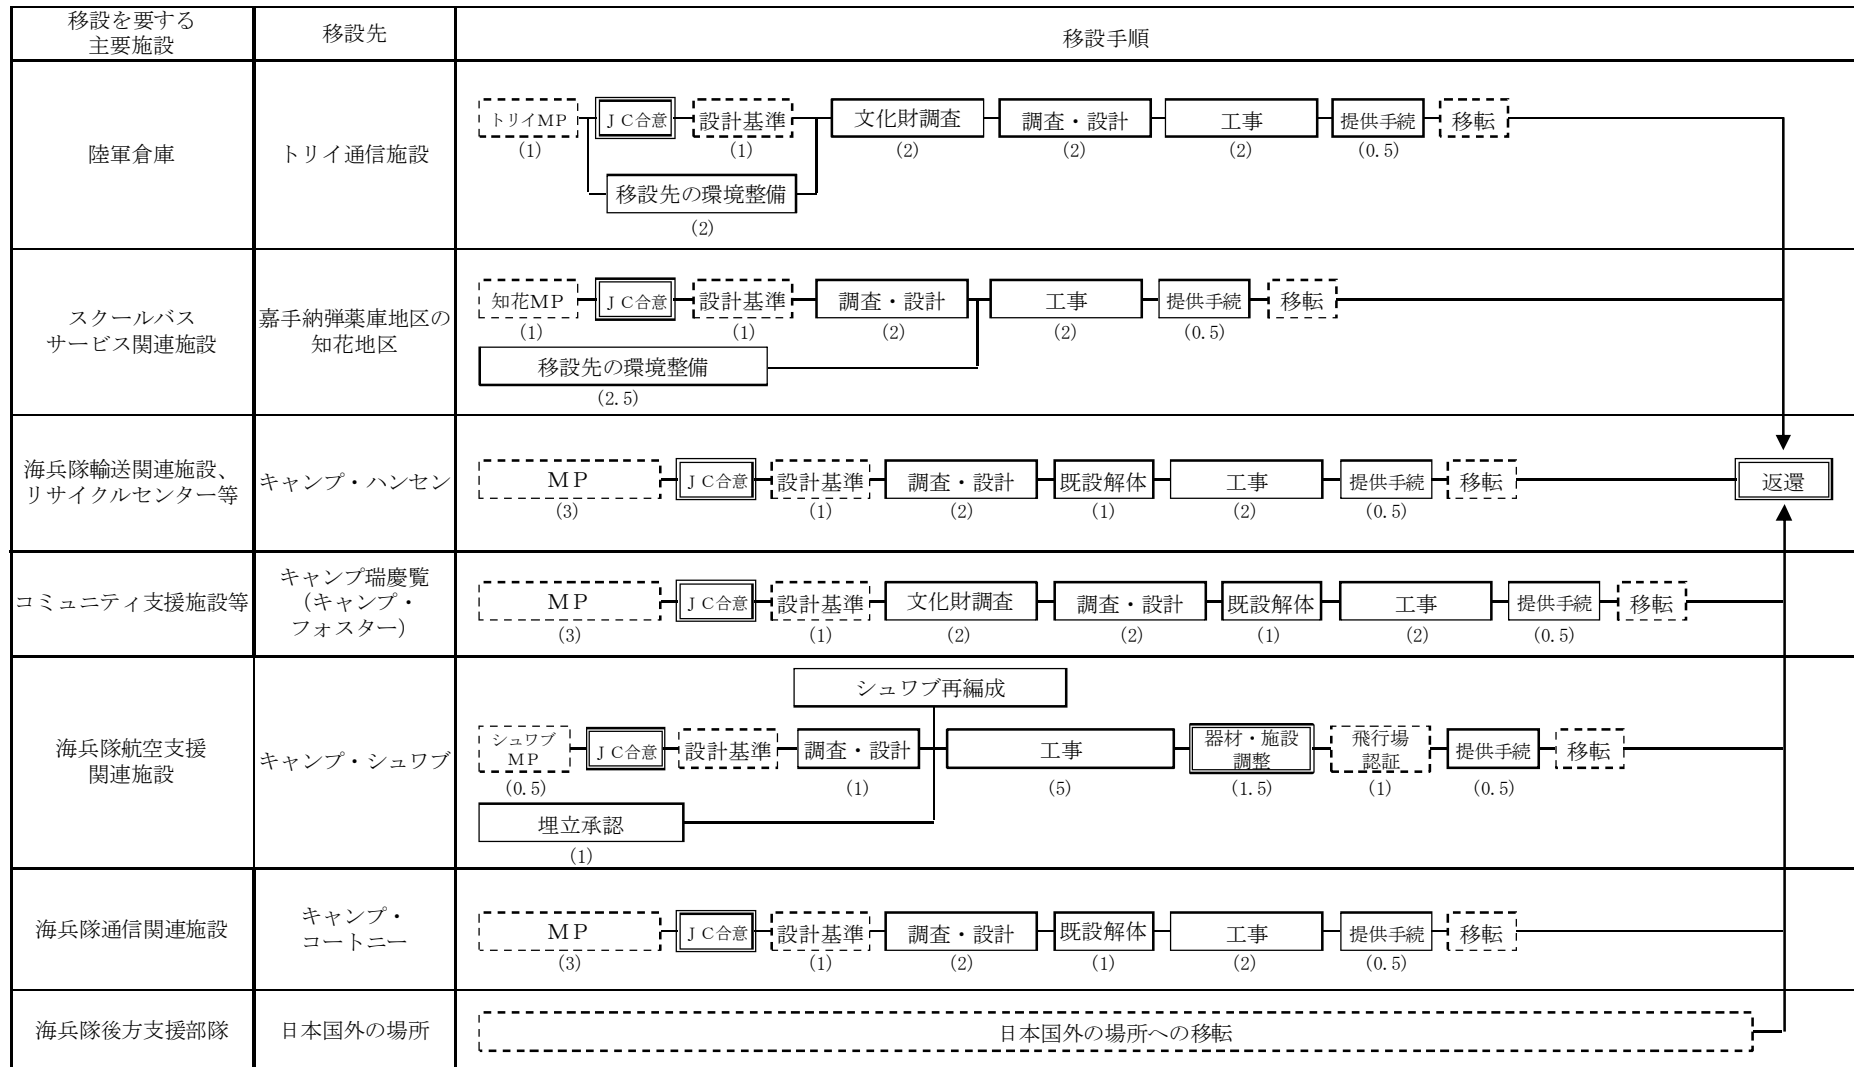 移設を要する
主要施設
移設先
移設手順
陸軍倉庫
トリイ通信施設
トリイMP
(1)
JC合意
設計基準
(1)
文化財調査
(2)
調査・設計
(2)
工事
(2)
提供手続
(0.5)
移転
移設先の環境整備
(2)
スクールバス
サービス関連施設
嘉手納弾薬庫地区の
知花地区
知花MP
(1)
JC合意
設計基準
(1)
調査・設計
(2)
工事
(2)
提供手続
(0.5)
移転
移設先の環境整備
(2.5)
海兵隊輸送関連施設、
リサイクルセンター等
キャンプ・ハンセン
MP
(3)
JC合意
設計基準
(1)
調査・設計
(2)
既設解体
(1)
工事
(2)
提供手続
(0.5)
移転
返還
コミュニティ支援施設等
キャンプ瑞慶覧
(キャンプ・
フォスター)
MP
(3)
JC合意
設計基準
(1)
文化財調査
(2)
調査・設計
(2)
既設解体
(1)
工事
(2)
提供手続
(0.5)
移転
海兵隊航空支援
関連施設
キャンプ・シュワブ
シュワブ再編成
シュワブ
MP
(0.5)
JC合意
設計基準
調査・設計
(1)
工事
(5)
器材・施設
調整
(1.5)
飛行場
認証
(1)
提供手続
(0.5)
移転
埋立承認
(1)
海兵隊通信関連施設
キャンプ・
コートニー
MP
(3)
JC合意
設計基準
(1)
調査・設計
(2)
既設解体
(1)
工事
(2)
提供手続
(0.5)
移転
海兵隊後方支援部隊
日本国外の場所
日本国外の場所への移転